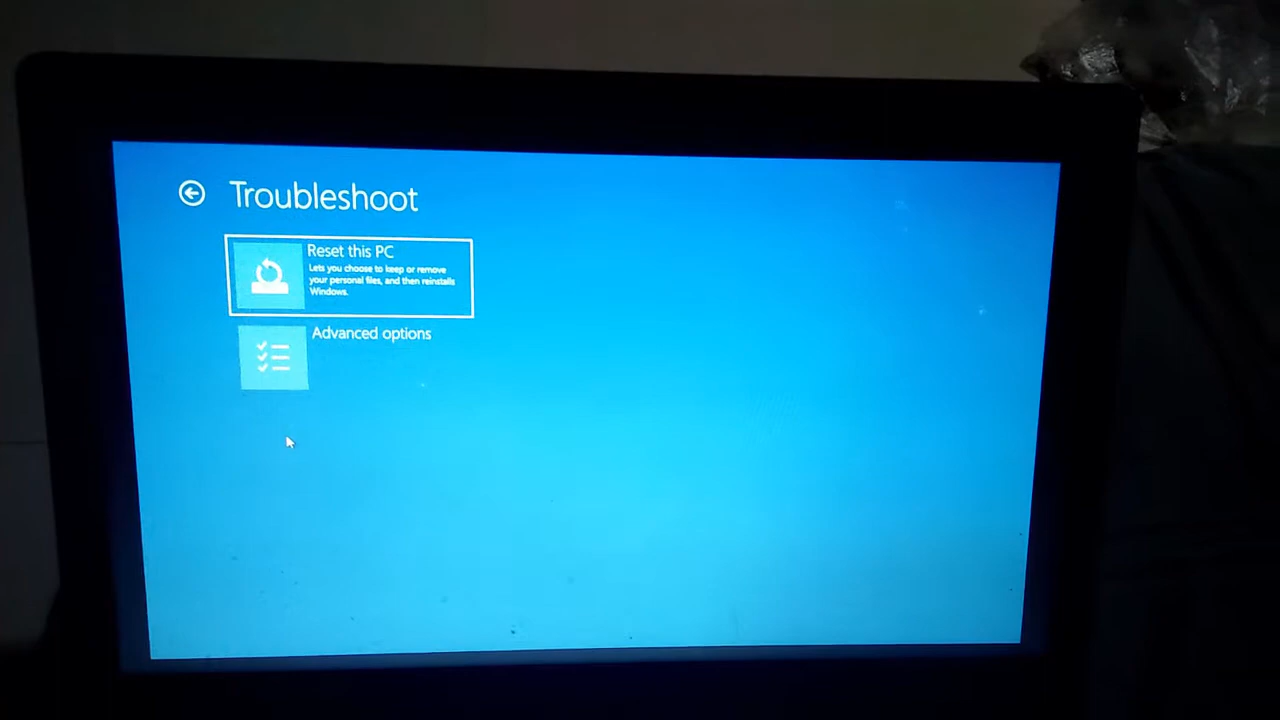 Troubleshoot
Reset this PC
Lets you choose to keep or remove
your personal files, and then reinstalls
Windows.
Advanced options